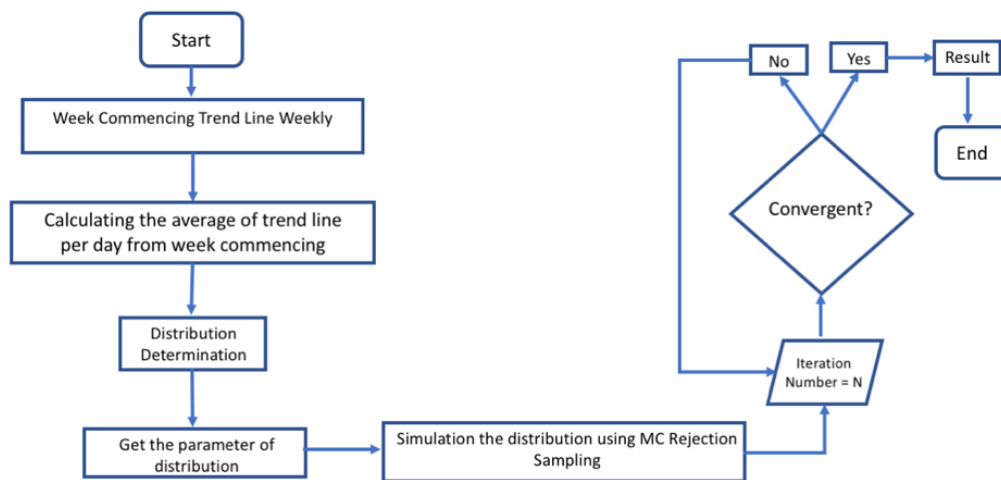 Start
Week Commencing Trend Line Weekly
Calculating the average of trend line
per day from week commencing
Distribution
Determination
Get the parameter of
distribution
Simulation the distribution using MC Rejection
Sampling
Iteration
Number = N
Convergent?
No
Yes
Result
End